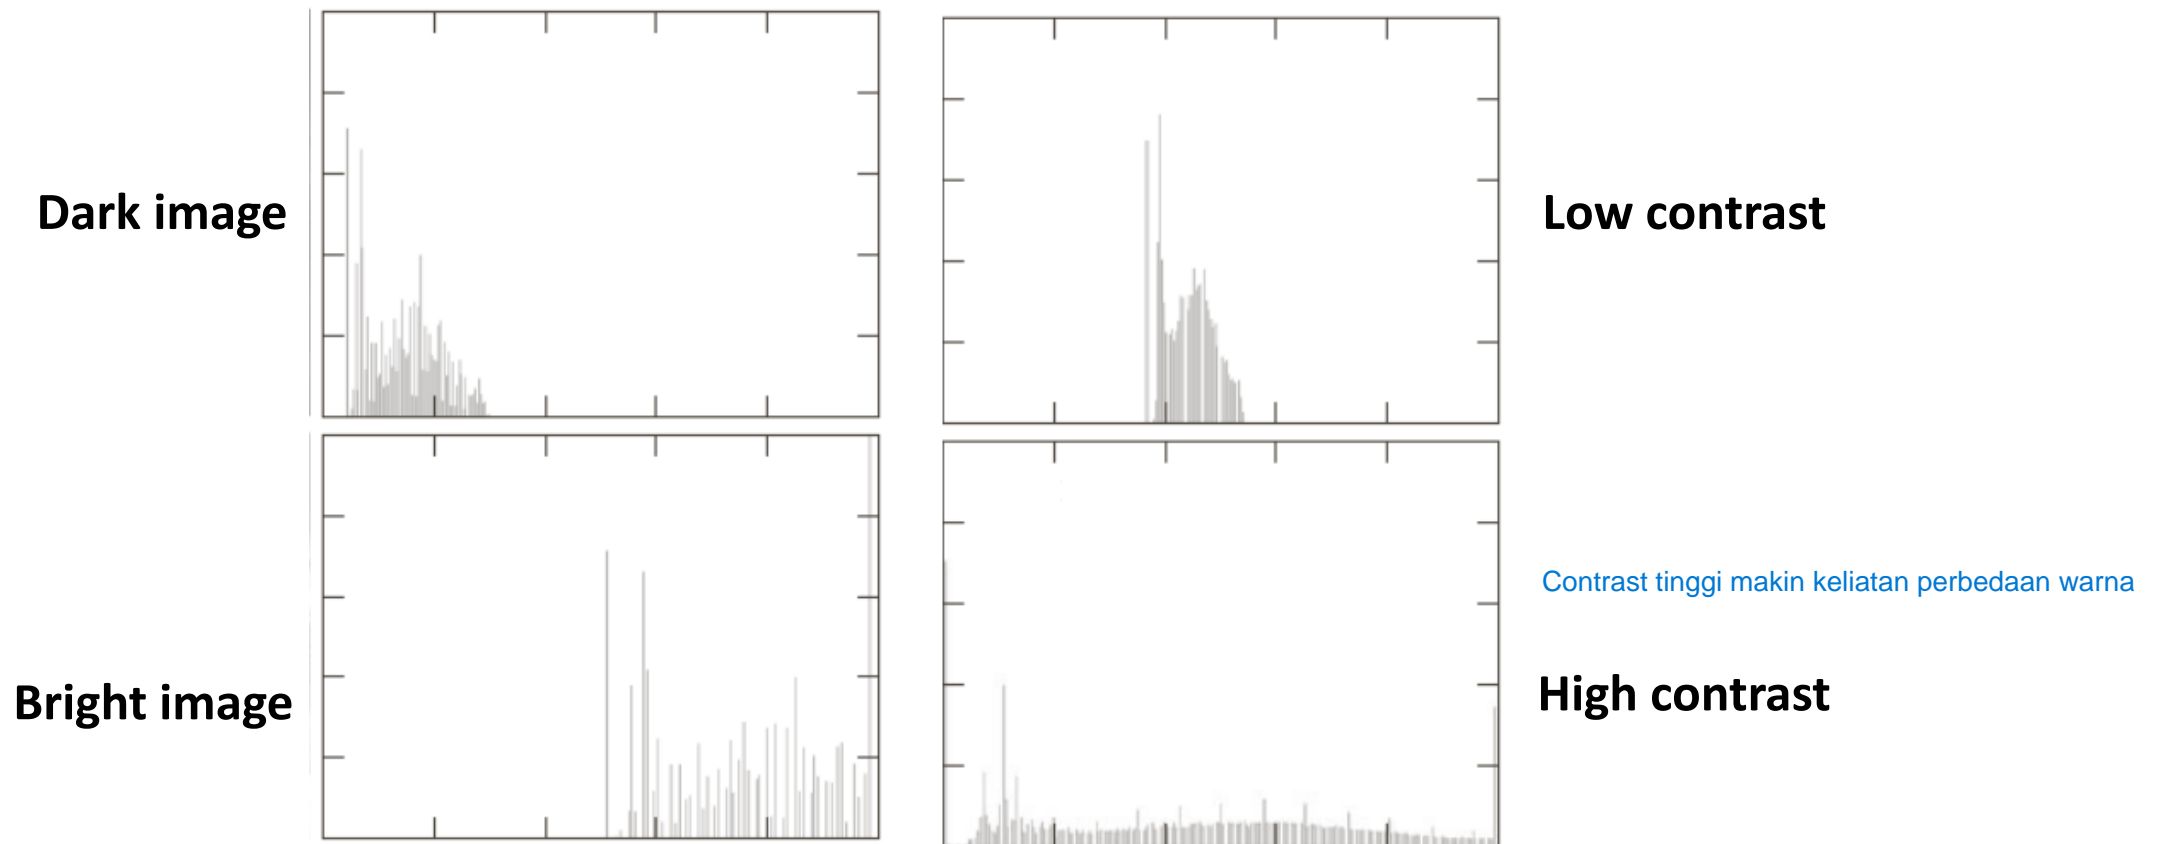 Dark image
Low contrast
Contrast tinggi makin keliatan perbedaan warna
Bright image
High contrast